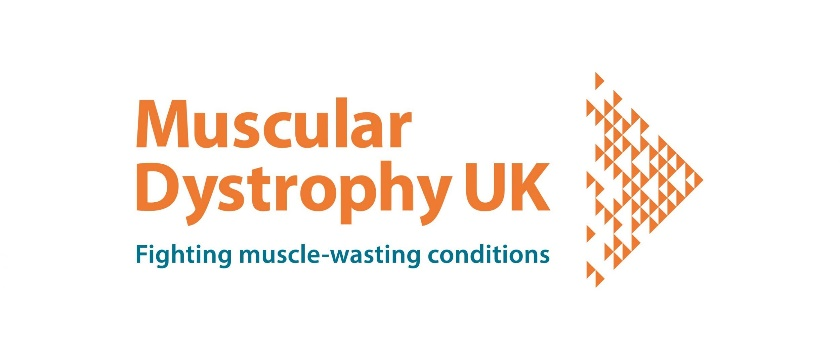 Muscular
Dystrophy UK
Fighting muscle-wasting conditions